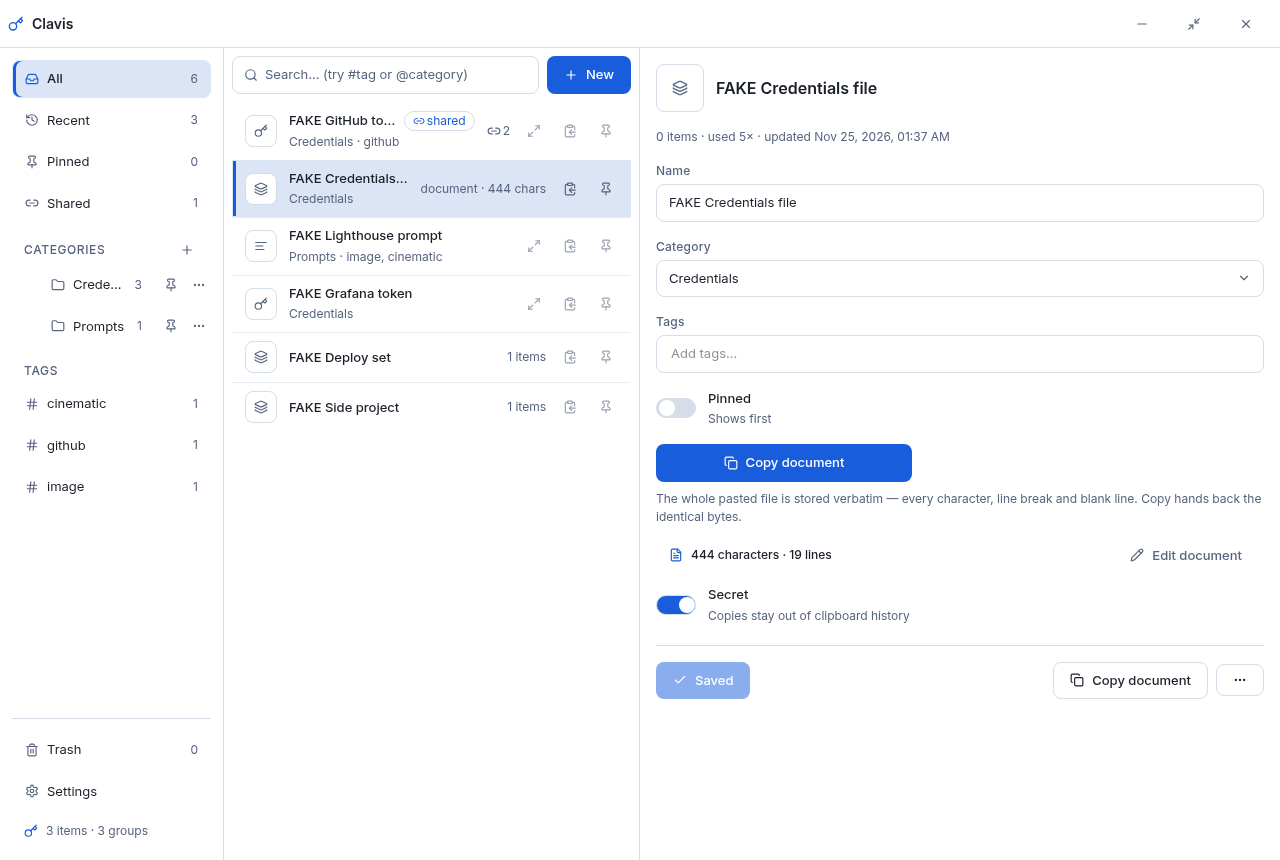 Clavis
All 6
Recent 3
Pinned 0
Shared 1
CATEGORIES
Crede... 3
Prompts 1
TAGS
cinematic 1
github 1
image 1
Trash 0
Settings
3 items · 3 groups
Search... (try #tag or @category)
New
FAKE GitHub to... shared 2
Credentials · github
FAKE Credentials... document · 444 chars
Credentials
FAKE Lighthouse prompt
Prompts · image, cinematic
FAKE Grafana token
Credentials
FAKE Deploy set 1 items
FAKE Side project 1 items
FAKE Credentials file
0 items · used 5× · updated Nov 25, 2026, 01:37 AM
Name
FAKE Credentials file
Category
Credentials
Tags
Add tags...
Pinned
Shows first
Copy document
The whole pasted file is stored verbatim — every character, line break and blank line. Copy hands back the
identical bytes.
444 characters · 19 lines Edit document
Secret
Copies stay out of clipboard history
Saved Copy document